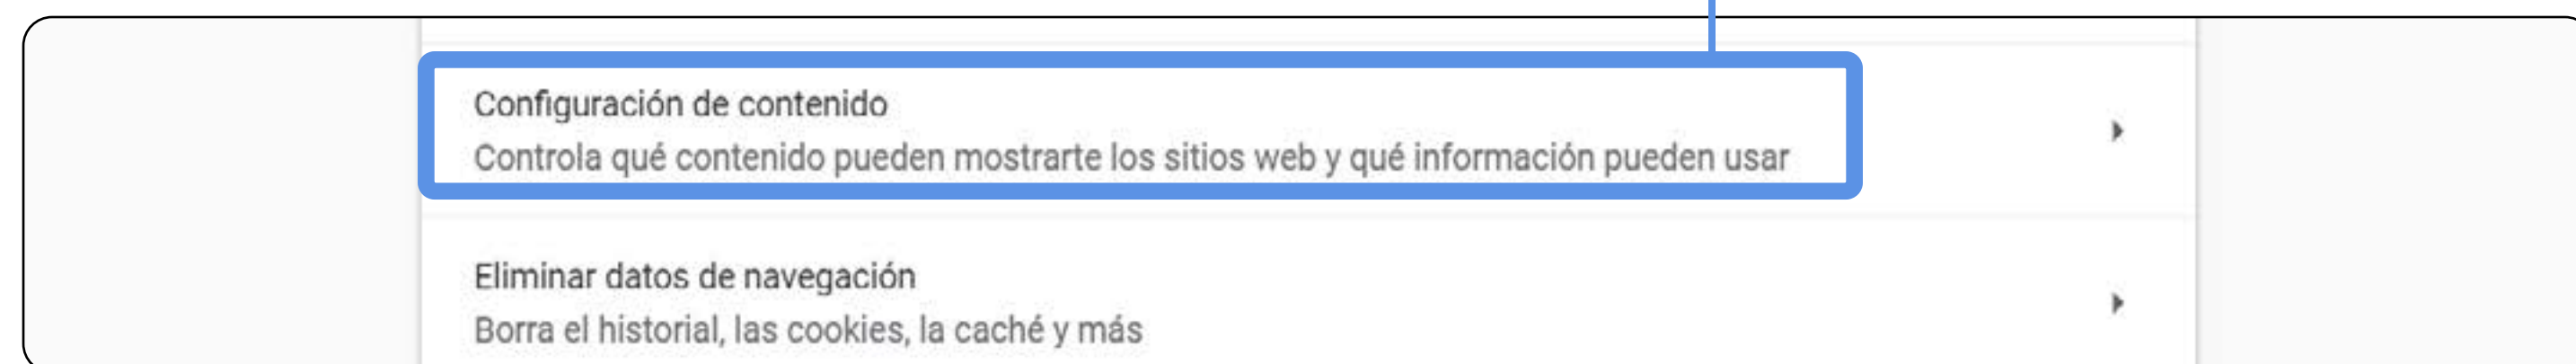 Configuración de contenido
Controla qué contenido pueden mostrarte los sitios web y qué información pueden usar
Eliminar datos de navegación
Borra el historial, las cookies, la caché y más